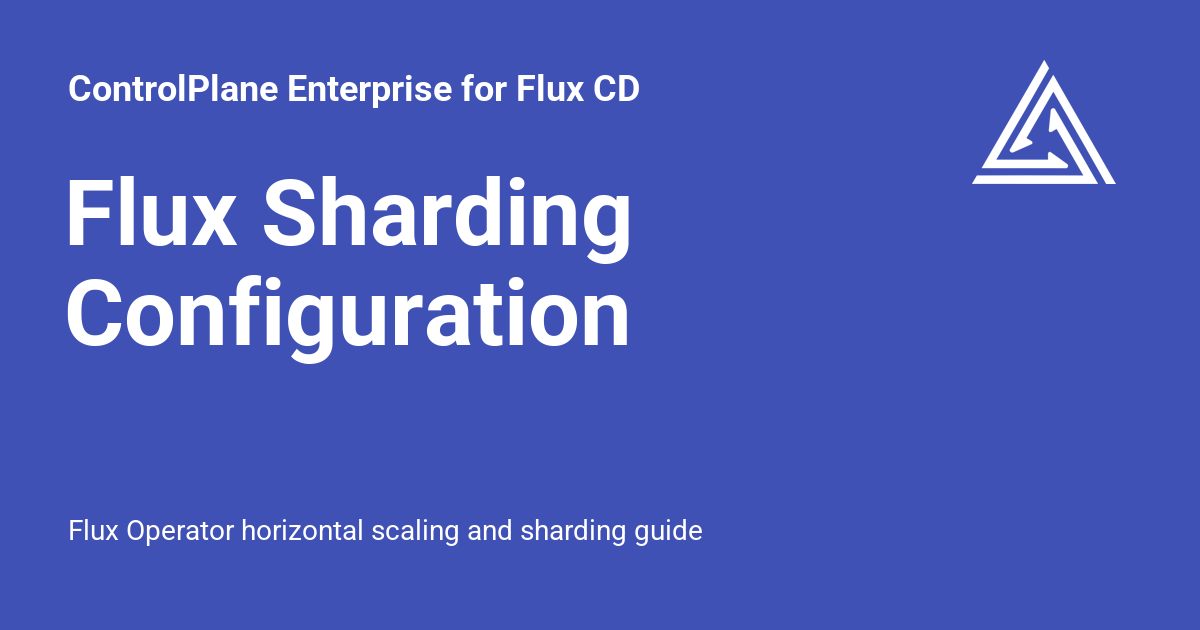 ControlPlane Enterprise for Flux CD
Flux Sharding
Configuration
Flux Operator horizontal scaling and sharding guide